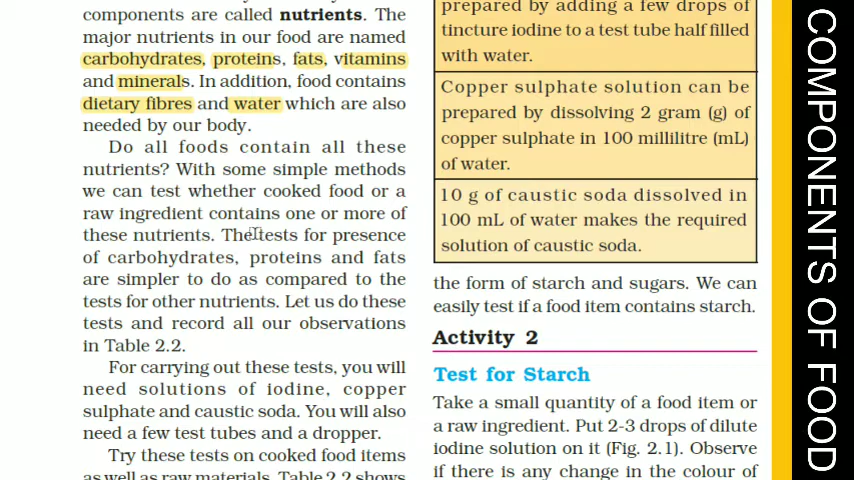 components are called nutrients. The
major nutrients in our food are named
carbohydrates, proteins, fats, vitamins
and minerals. In addition, food contains
dietary fibres and water which are also
needed by our body.
Do all foods contain all these
nutrients? With some simple methods
we can test whether cooked food or a
raw ingredient contains one or more of
these nutrients. The tests for presence
of carbohydrates, proteins and fats
are simpler to do as compared to the
tests for other nutrients. Let us do these
tests and record all our observations
in Table 2.2.
For carrying out these tests, you will
need solutions of iodine, copper
sulphate and caustic soda. You will also
need a few test tubes and a dropper.
Try these tests on cooked food items
as well as raw materials. Table 2.2 shows
prepared by adding a few drops of
tincture iodine to a test tube half filled
with water.
Copper sulphate solution can be
prepared by dissolving 2 gram (g) of
copper sulphate in 100 millilitre (mL)
of water.
10 g of caustic soda dissolved in
100 mL of water makes the required
solution of caustic soda.
the form of starch and sugars. We can
easily test if a food item contains starch.
Activity 2
Test for Starch
Take a small quantity of a food item or
a raw ingredient. Put 2-3 drops of dilute
iodine solution on it (Fig. 2.1). Observe
if there is any change in the colour of
COMPONENTS OF FOOD